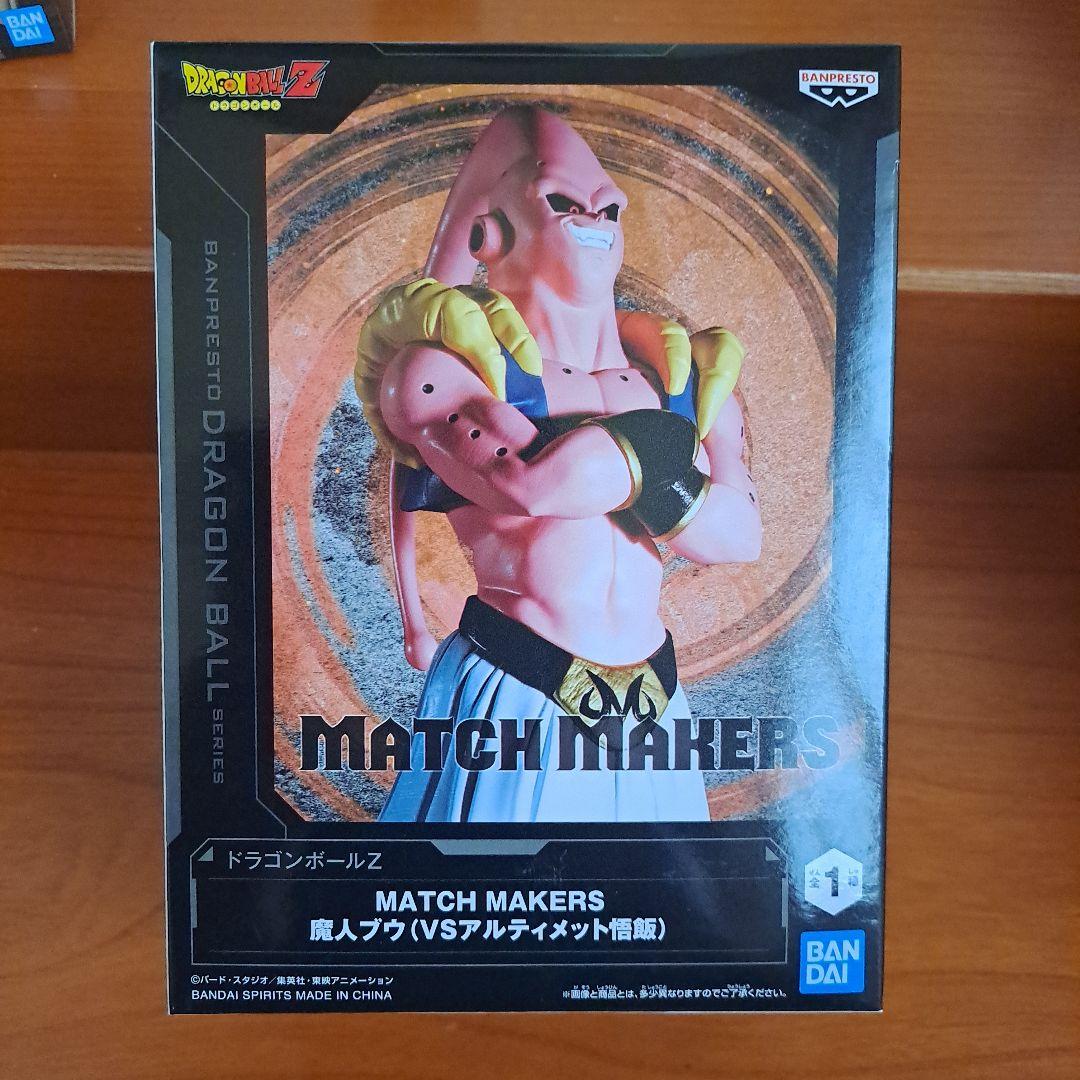 BAN
DAI
DRAGON BALL Z
ドラゴンボール
BANPRESTO
BANPRESTO DRAGON BALL SERIES
MATCH MAKERS
ドラゴンボールZ
MATCH MAKERS
魔人ブウ(VSアルティメット悟飯)
全1種
©バード・スタジオ/集英社・東映アニメーション
BANDAI SPIRITS MADE IN CHINA
※画像と商品とは、多少異なりますのでご了承ください。
BAN
DAI